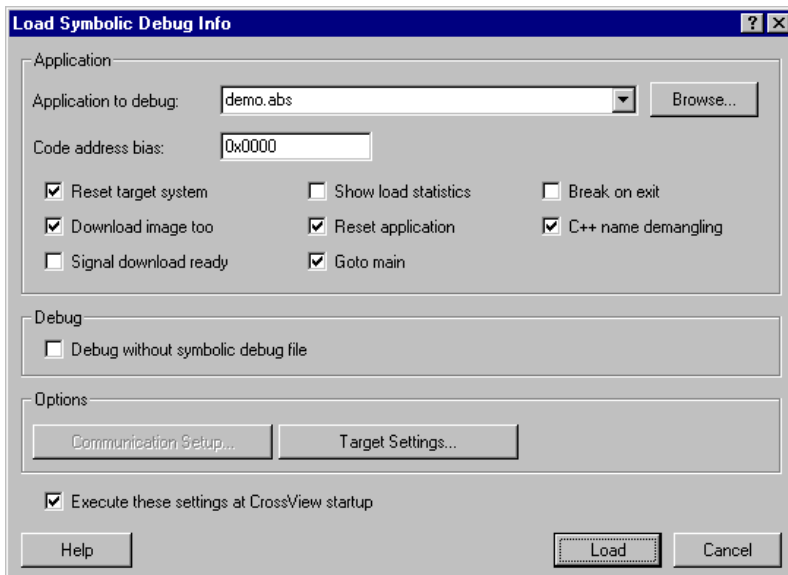 Load Symbolic Debug Info
Application
Application to debug: demo.abs Browse...
Code address bias: 0x0000
Reset target system Show load statistics Break on exit
Download image too Reset application C++ name demangling
Signal download ready Goto main
Debug
Debug without symbolic debug file
Options
Communication Setup... Target Settings...
Execute these settings at CrossView startup
Help Load Cancel